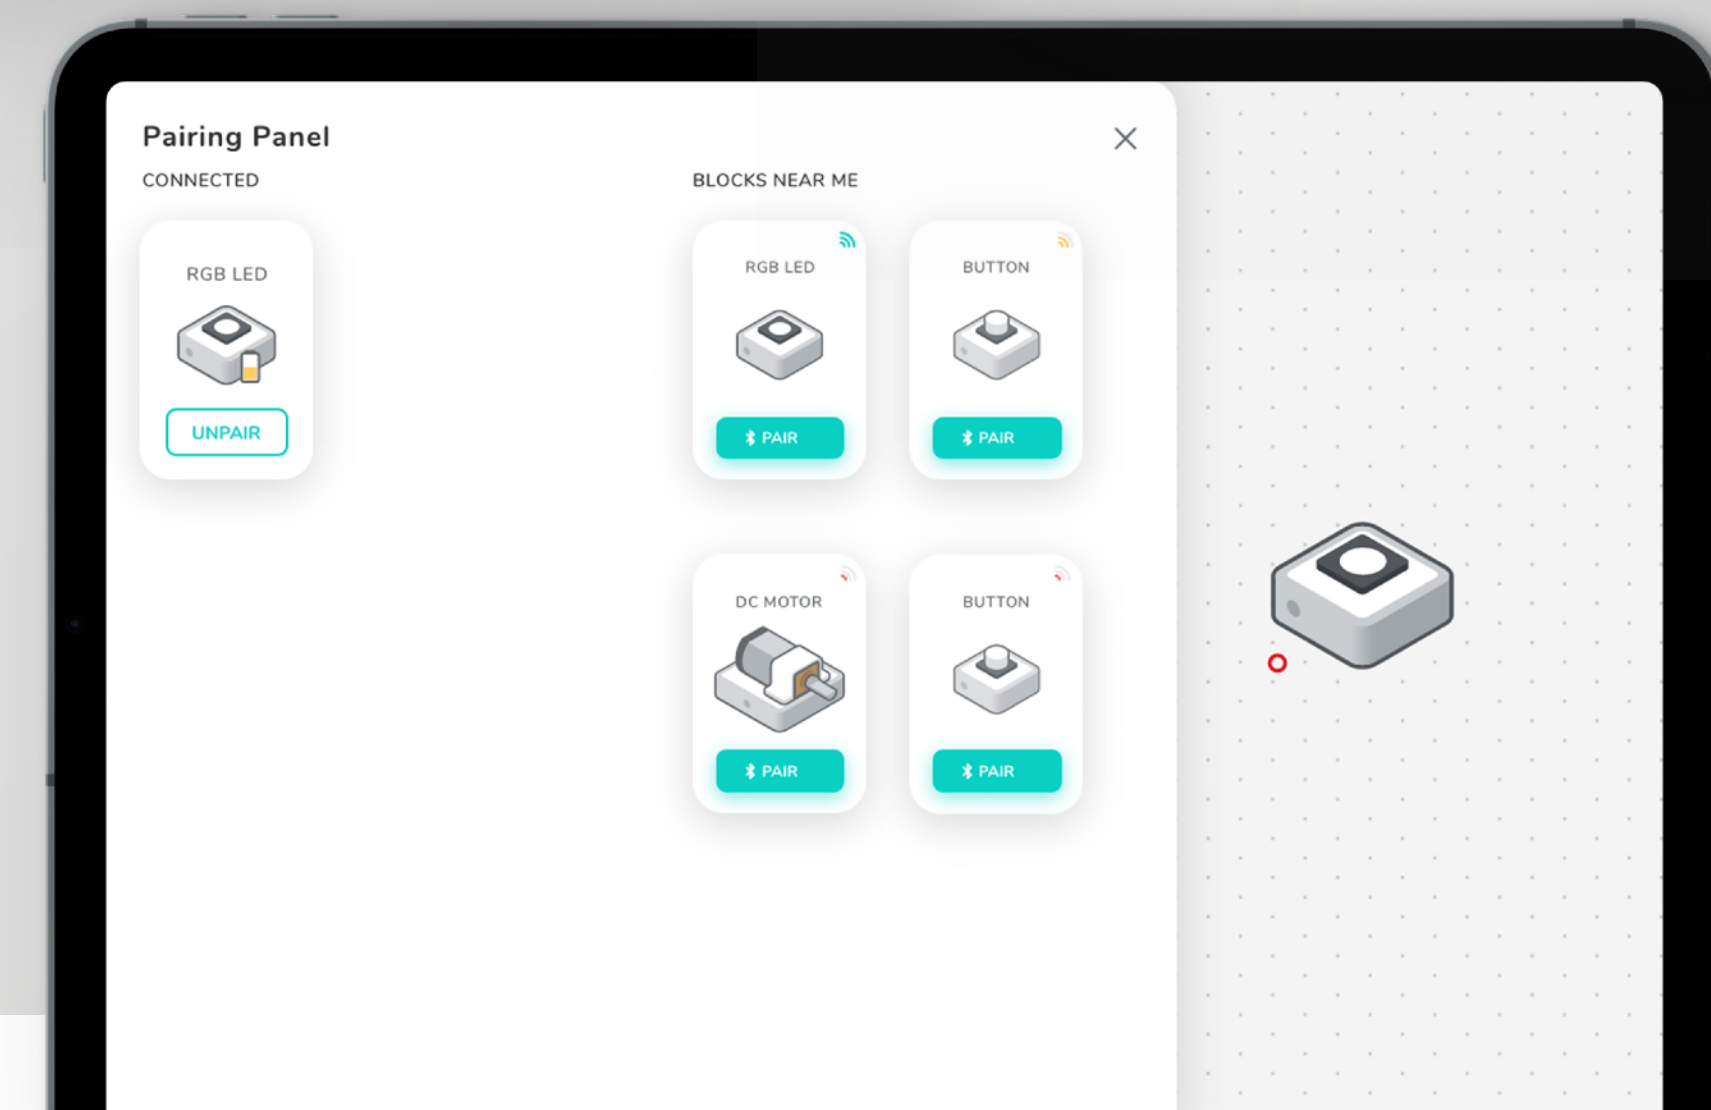 Pairing Panel
CONNECTED
RGB LED
UNPAIR
BLOCKS NEAR ME
RGB LED
PAIR
BUTTON
PAIR
DC MOTOR
PAIR
BUTTON
PAIR